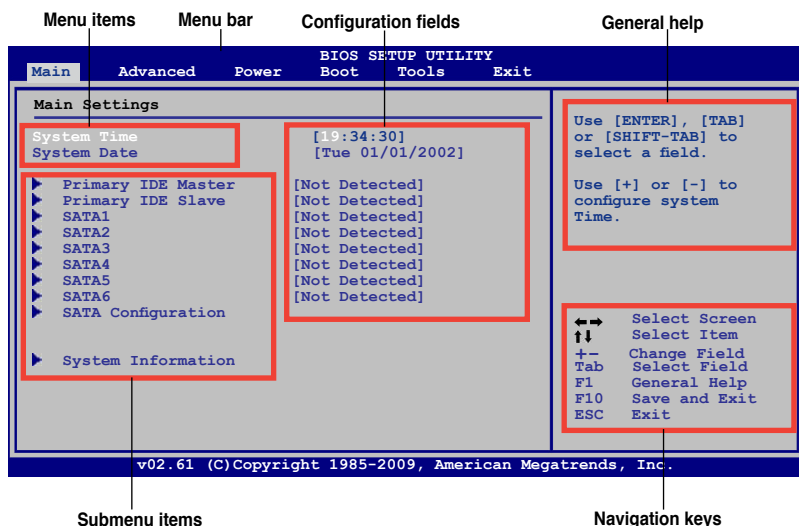 Menu items Menu bar Configuration fields General help
BIOS SETUP UTILITY
Main Advanced Power Boot Tools Exit
Main Settings
System Time [19:34:30]
System Date [Tue 01/01/2002]
Primary IDE Master [Not Detected]
Primary IDE Slave [Not Detected]
SATA1 [Not Detected]
SATA2 [Not Detected]
SATA3 [Not Detected]
SATA4 [Not Detected]
SATA5 [Not Detected]
SATA6 [Not Detected]
SATA Configuration
System Information
Use [ENTER], [TAB]
or [SHIFT-TAB] to
select a field.
Use [+] or [-] to
configure system
Time.
←→ Select Screen
↑↓ Select Item
+- Change Field
Tab Select Field
F1 General Help
F10 Save and Exit
ESC Exit
v02.61 (C)Copyright 1985-2009, American Megatrends, Inc.
Submenu items Navigation keys